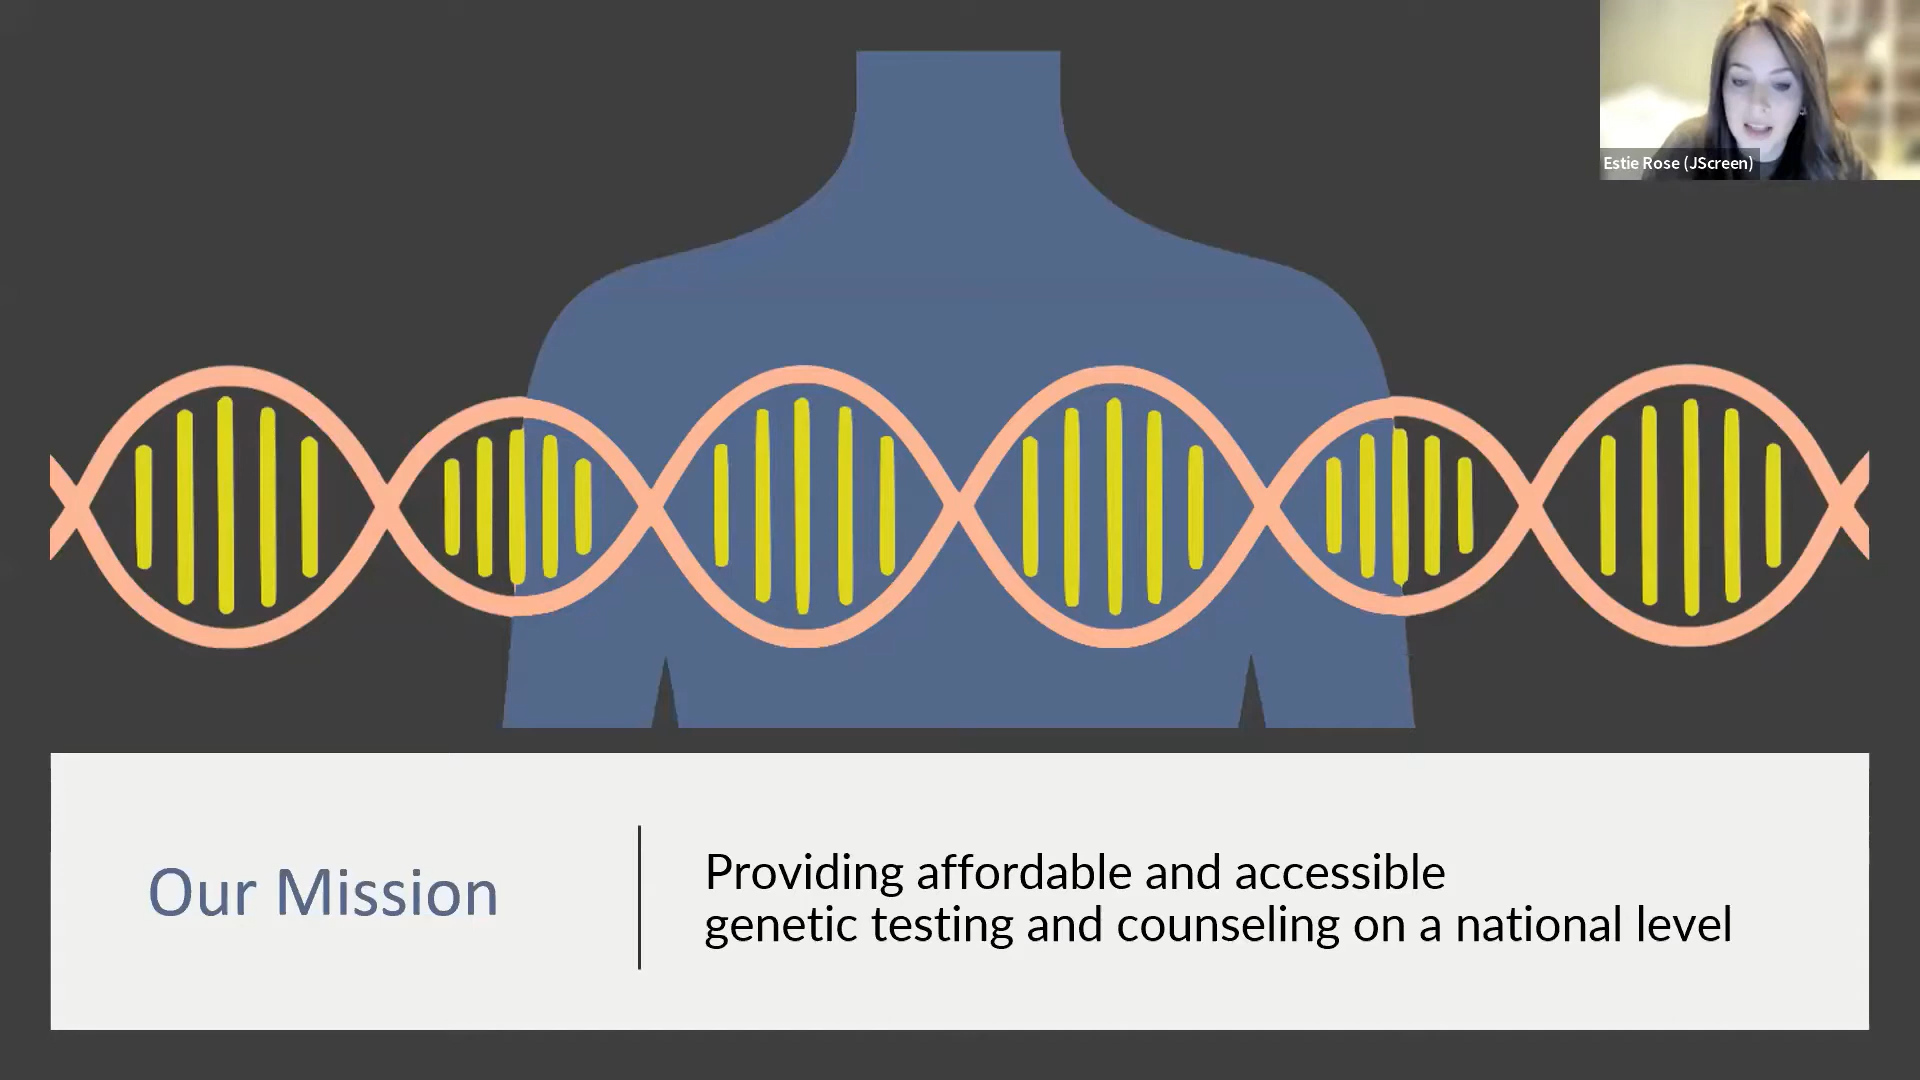 Estie Rose (JScreen)
Our Mission
Providing affordable and accessible
genetic testing and counseling on a national level